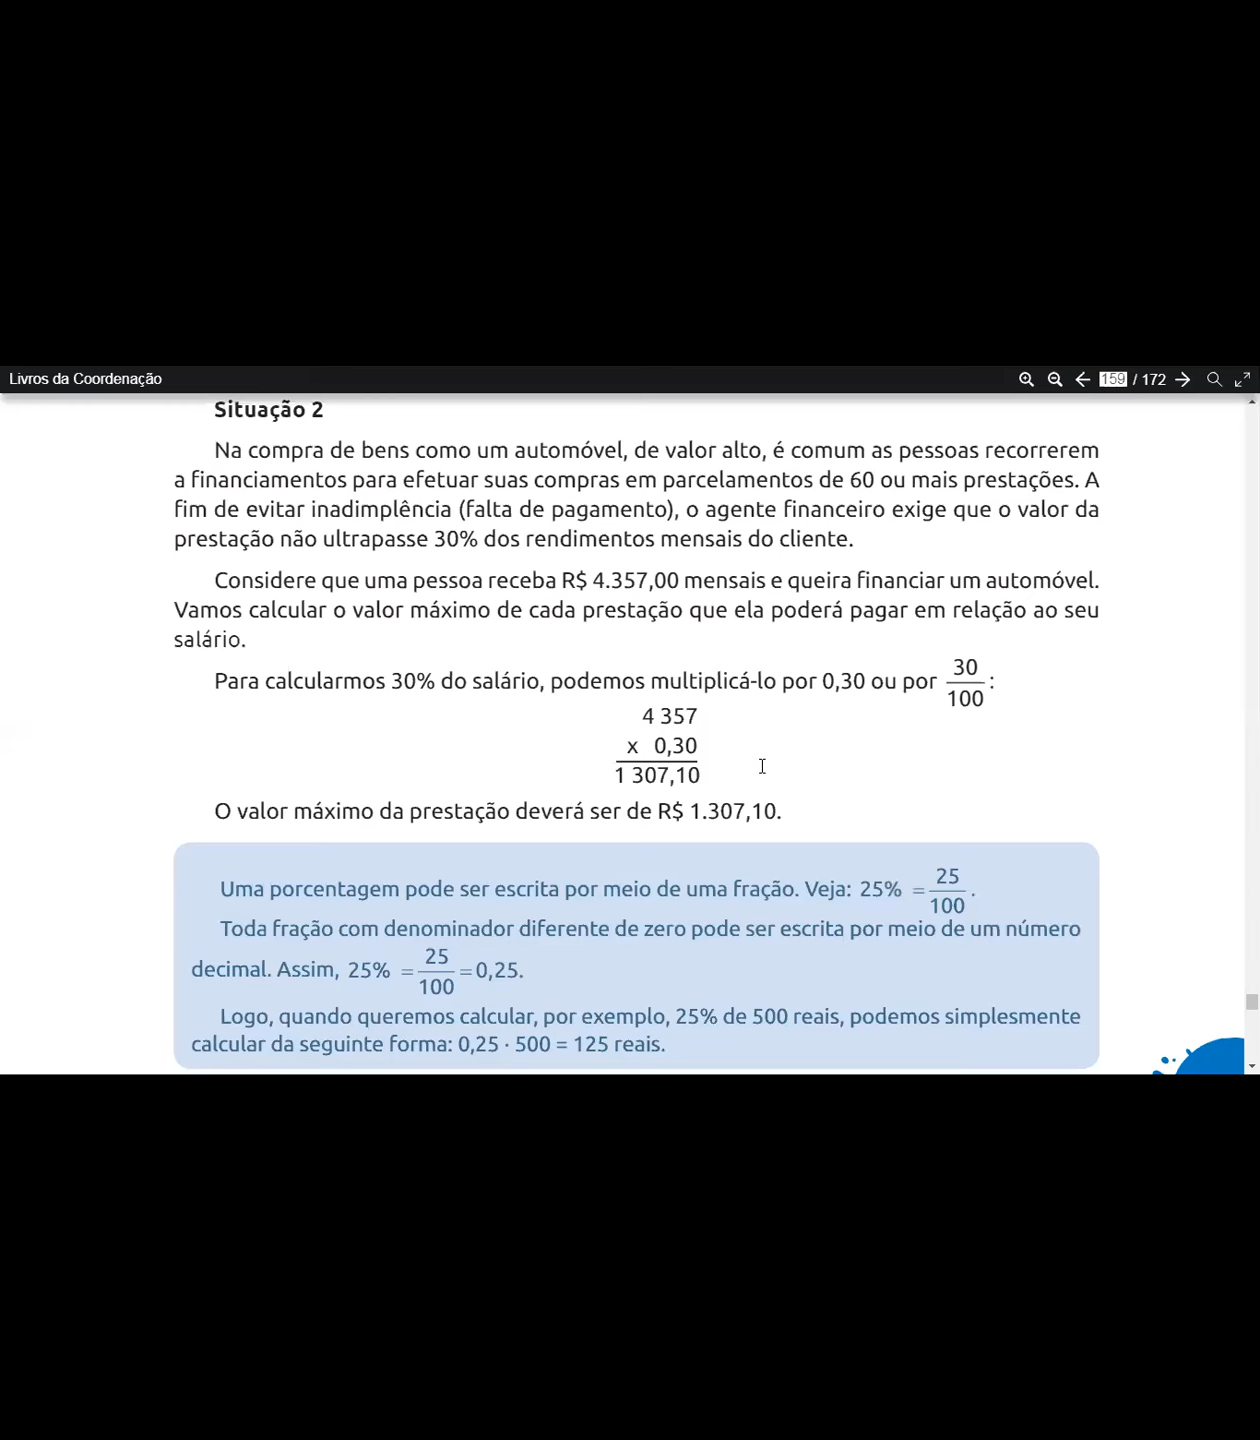 Livros da Coordenação 159 / 172
Situação 2
Na compra de bens como um automóvel, de valor alto, é comum as pessoas recorrerem
a financiamentos para efetuar suas compras em parcelamentos de 60 ou mais prestações. A
fim de evitar inadimplência (falta de pagamento), o agente financeiro exige que o valor da
prestação não ultrapasse 30% dos rendimentos mensais do cliente.
Considere que uma pessoa receba R$ 4.357,00 mensais e queira financiar um automóvel.
Vamos calcular o valor máximo de cada prestação que ela poderá pagar em relação ao seu
salário.
Para calcularmos 30% do salário, podemos multiplicá-lo por 0,30 ou por 30/100 :
4 357
x 0,30
1 307,10
O valor máximo da prestação deverá ser de R$ 1.307,10.
Uma porcentagem pode ser escrita por meio de uma fração. Veja: 25% = 25/100 .
Toda fração com denominador diferente de zero pode ser escrita por meio de um número
decimal. Assim, 25% = 25/100 = 0,25.
Logo, quando queremos calcular, por exemplo, 25% de 500 reais, podemos simplesmente
calcular da seguinte forma: 0,25 · 500 = 125 reais.